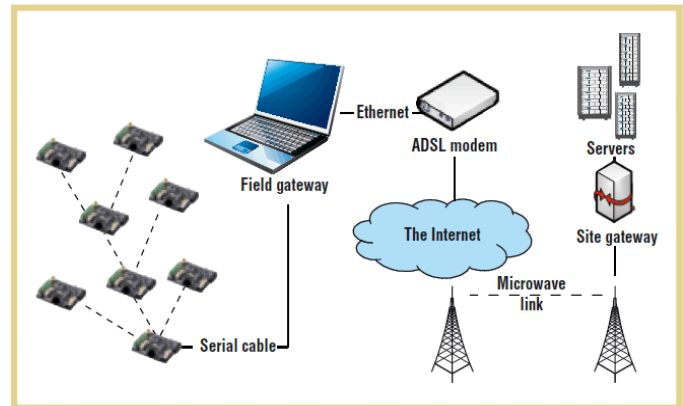 Ethernet
ADSL modem
Servers
Field gateway
The Internet
Site gateway
Microwave
link
Serial cable